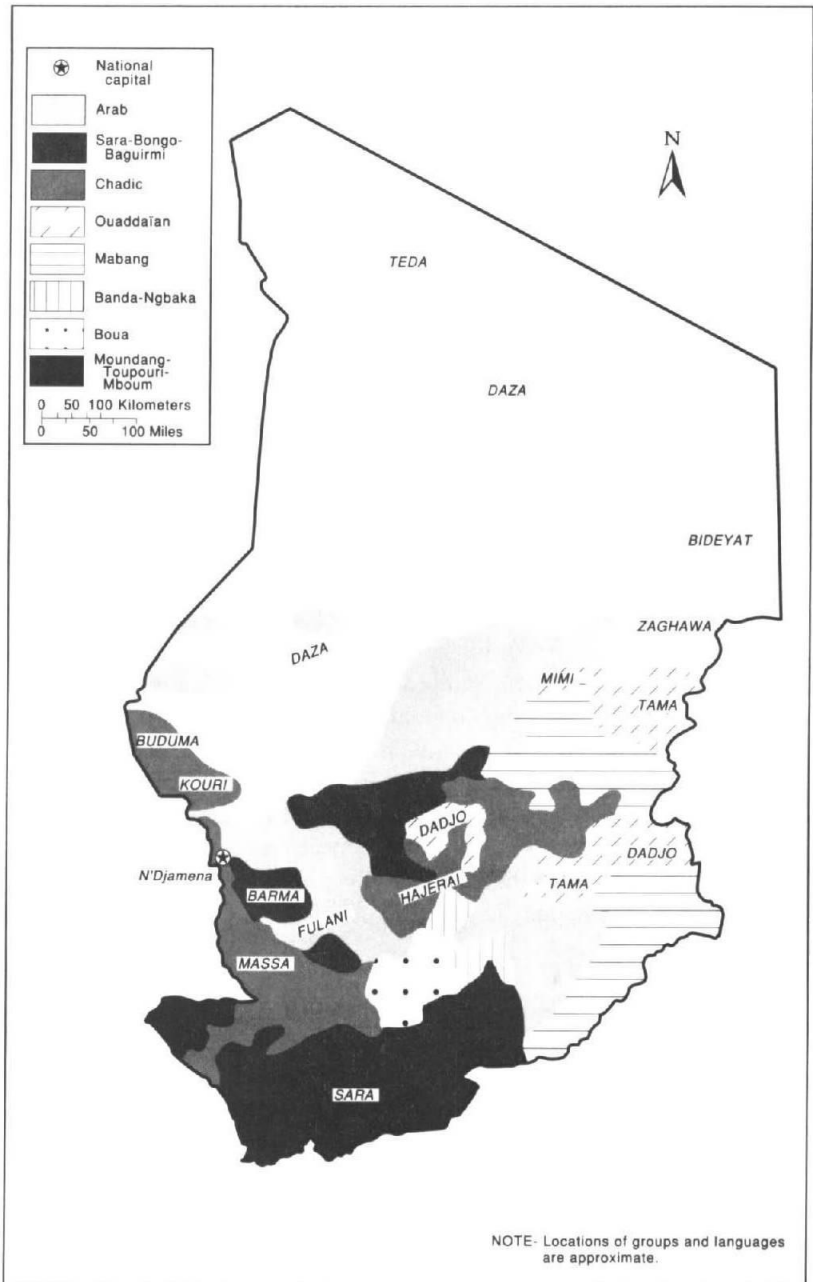 National
capital
Arab
Sara-Bongo-
Baguirmi
Chadic
Ouaddaïan
Mabang
Banda-Ngbaka
Boua
Moundang-
Toupouri-
Mboum
0 50 100 Kilometers
0 50 100 Miles
N
TEDA
DAZA
BIDEYAT
ZAGHAWA
DAZA
MIMI
TAMA
BUDUMA
KOURI
DADJO
DADJO
N'Djamena
HAJERAI
TAMA
BARMA
FULANI
MASSA
SARA
NOTE- Locations of groups and languages
are approximate.